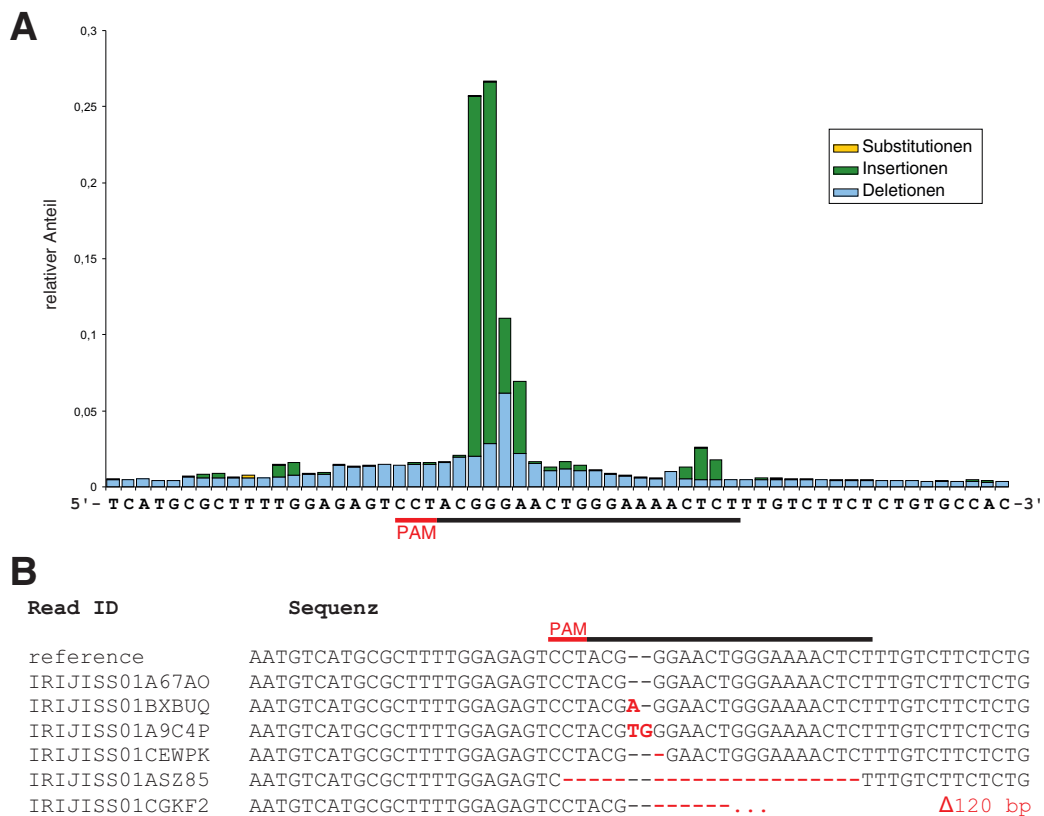 A
0,3
0,25
0,2
0,15
0,1
0,05
0
relativer Anteil
Substitutionen
Insertionen
Deletionen
5'-TCATGCGCTTTTGGAGAGTCCTACGGGAACTGGGAAAACTCTTTGTCTTCTCTGTGCCAC-3'
PAM
B
Read ID Sequenz
PAM
reference AATGTCATGCGCTTTTGGAGAGTCCTACG--GGAACTGGGAAAACTCTTTGTCTTCTCTG
IRIJISS01A67AO AATGTCATGCGCTTTTGGAGAGTCCTACG--GGAACTGGGAAAACTCTTTGTCTTCTCTG
IRIJISS01BXBUQ AATGTCATGCGCTTTTGGAGAGTCCTACGA-GGAACTGGGAAAACTCTTTGTCTTCTCTG
IRIJISS01A9C4P AATGTCATGCGCTTTTGGAGAGTCCTACGTGGGAACTGGGAAAACTCTTTGTCTTCTCTG
IRIJISS01CEWPK AATGTCATGCGCTTTTGGAGAGTCCTACG---GAACTGGGAAAACTCTTTGTCTTCTCTG
IRIJISS01ASZ85 AATGTCATGCGCTTTTGGAGAGTC-----------------------TTTGTCTTCTCTG
IRIJISS01CGKF2 AATGTCATGCGCTTTTGGAGAGTCCTACG--------... Δ120 bp